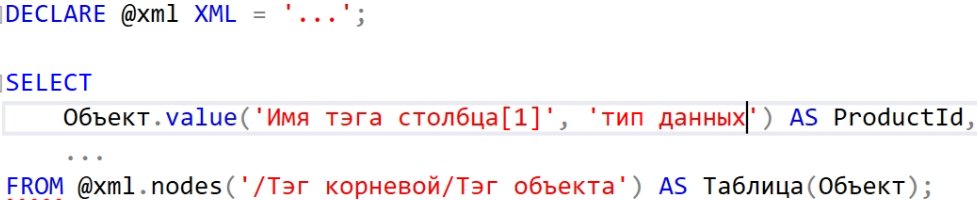 DECLARE @xml XML = '...';
SELECT
Объект.value('Имя тэга столбца[1]', 'тип данных') AS ProductId,
...
FROM @xml.nodes('/Тэг корневой/Тэг объекта') AS Таблица(Объект);